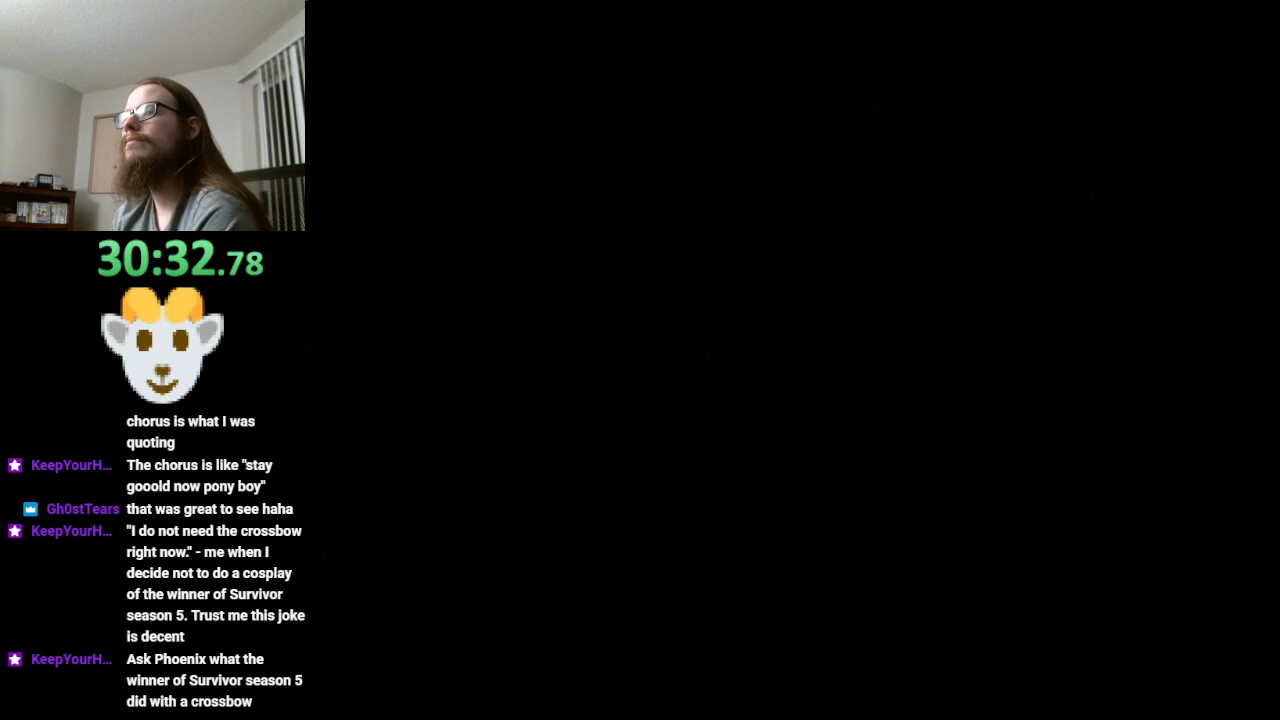 30:32.78
chorus is what I was
quoting
KeepYourH... The chorus is like "stay
gooold now pony boy"
Gh0stTears that was great to see haha
KeepYourH... "I do not need the crossbow
right now." - me when I
decide not to do a cosplay
of the winner of Survivor
season 5. Trust me this joke
is decent
KeepYourH... Ask Phoenix what the
winner of Survivor season 5
did with a crossbow